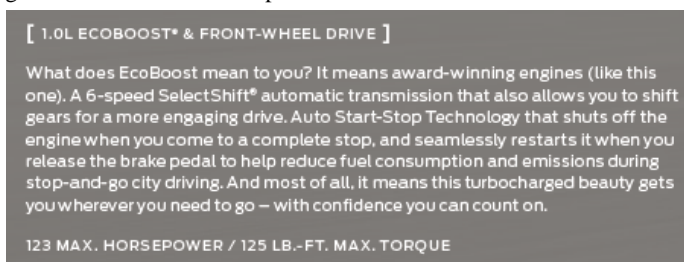 [ 1.0L ECOBOOST® & FRONT-WHEEL DRIVE ]
What does EcoBoost mean to you? It means award-winning engines (like this
one). A 6-speed SelectShift® automatic transmission that also allows you to shift
gears for a more engaging drive. Auto Start-Stop Technology that shuts off the
engine when you come to a complete stop, and seamlessly restarts it when you
release the brake pedal to help reduce fuel consumption and emissions during
stop-and-go city driving. And most of all, it means this turbocharged beauty gets
you wherever you need to go – with confidence you can count on.
123 MAX. HORSEPOWER / 125 LB.-FT. MAX. TORQUE